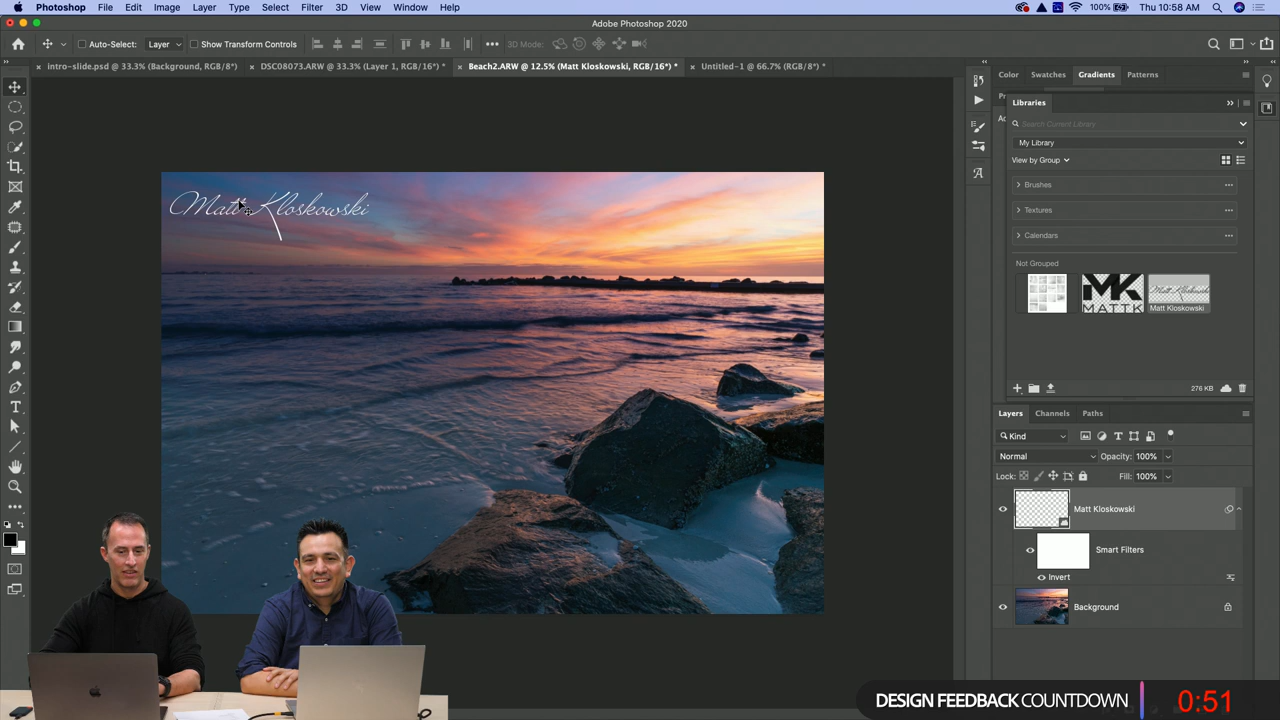 Photoshop File Edit Image Layer Type Select Filter 3D View Window Help 100% Thu 10:58 AM
Adobe Photoshop 2020
Auto-Select: Layer Show Transform Controls 3D Mode:
intro-slide.psd @ 33.3% (Background, RGB/8*)
DSC08073.ARW @ 33.3% (Layer 1, RGB/16*) *
Beach2.ARW @ 12.5% (Matt Kloskowski, RGB/16*) *
Untitled-1 @ 66.7% (RGB/8*) *
Color Swatches Gradients Patterns
Libraries
Search Current Library
My Library
View by Group
Brushes
Textures
Calendars
Not Grouped
MK
MATTK
Matt Kloskowski
276 KB
Layers Channels Paths
Kind
Normal Opacity: 100%
Lock: Fill: 100%
Matt Kloskowski
Smart Filters
Invert
Background
Matt Kloskowski
DESIGN FEEDBACK COUNTDOWN 0:51